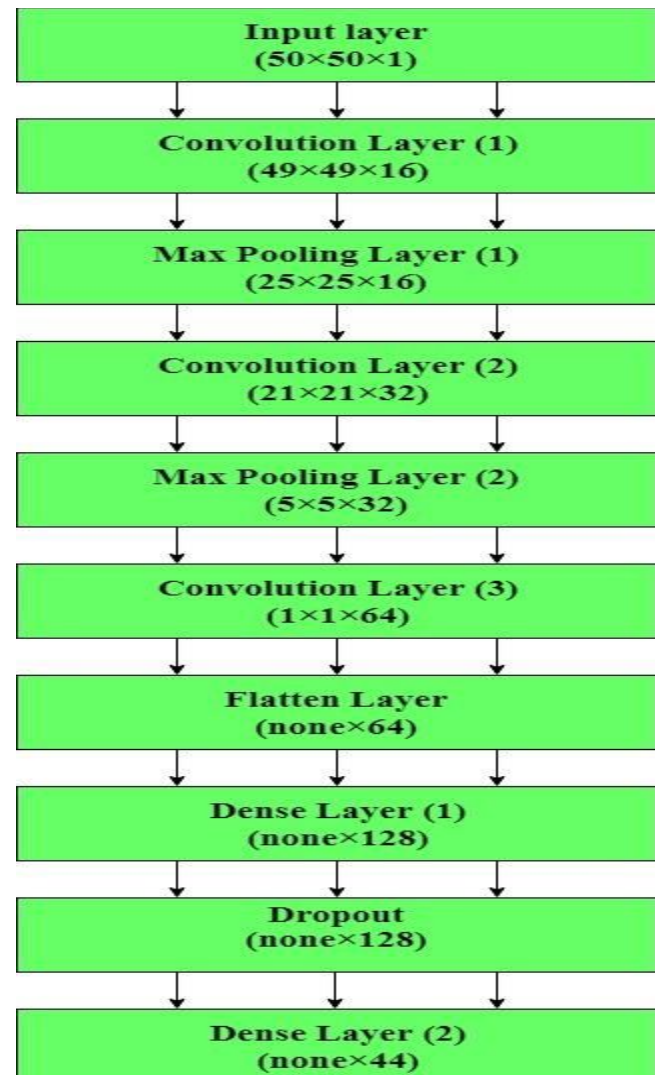 Input layer
(50×50×1)
Convolution Layer (1)
(49×49×16)
Max Pooling Layer (1)
(25×25×16)
Convolution Layer (2)
(21×21×32)
Max Pooling Layer (2)
(5×5×32)
Convolution Layer (3)
(1×1×64)
Flatten Layer
(none×64)
Dense Layer (1)
(none×128)
Dropout
(none×128)
Dense Layer (2)
(none×44)